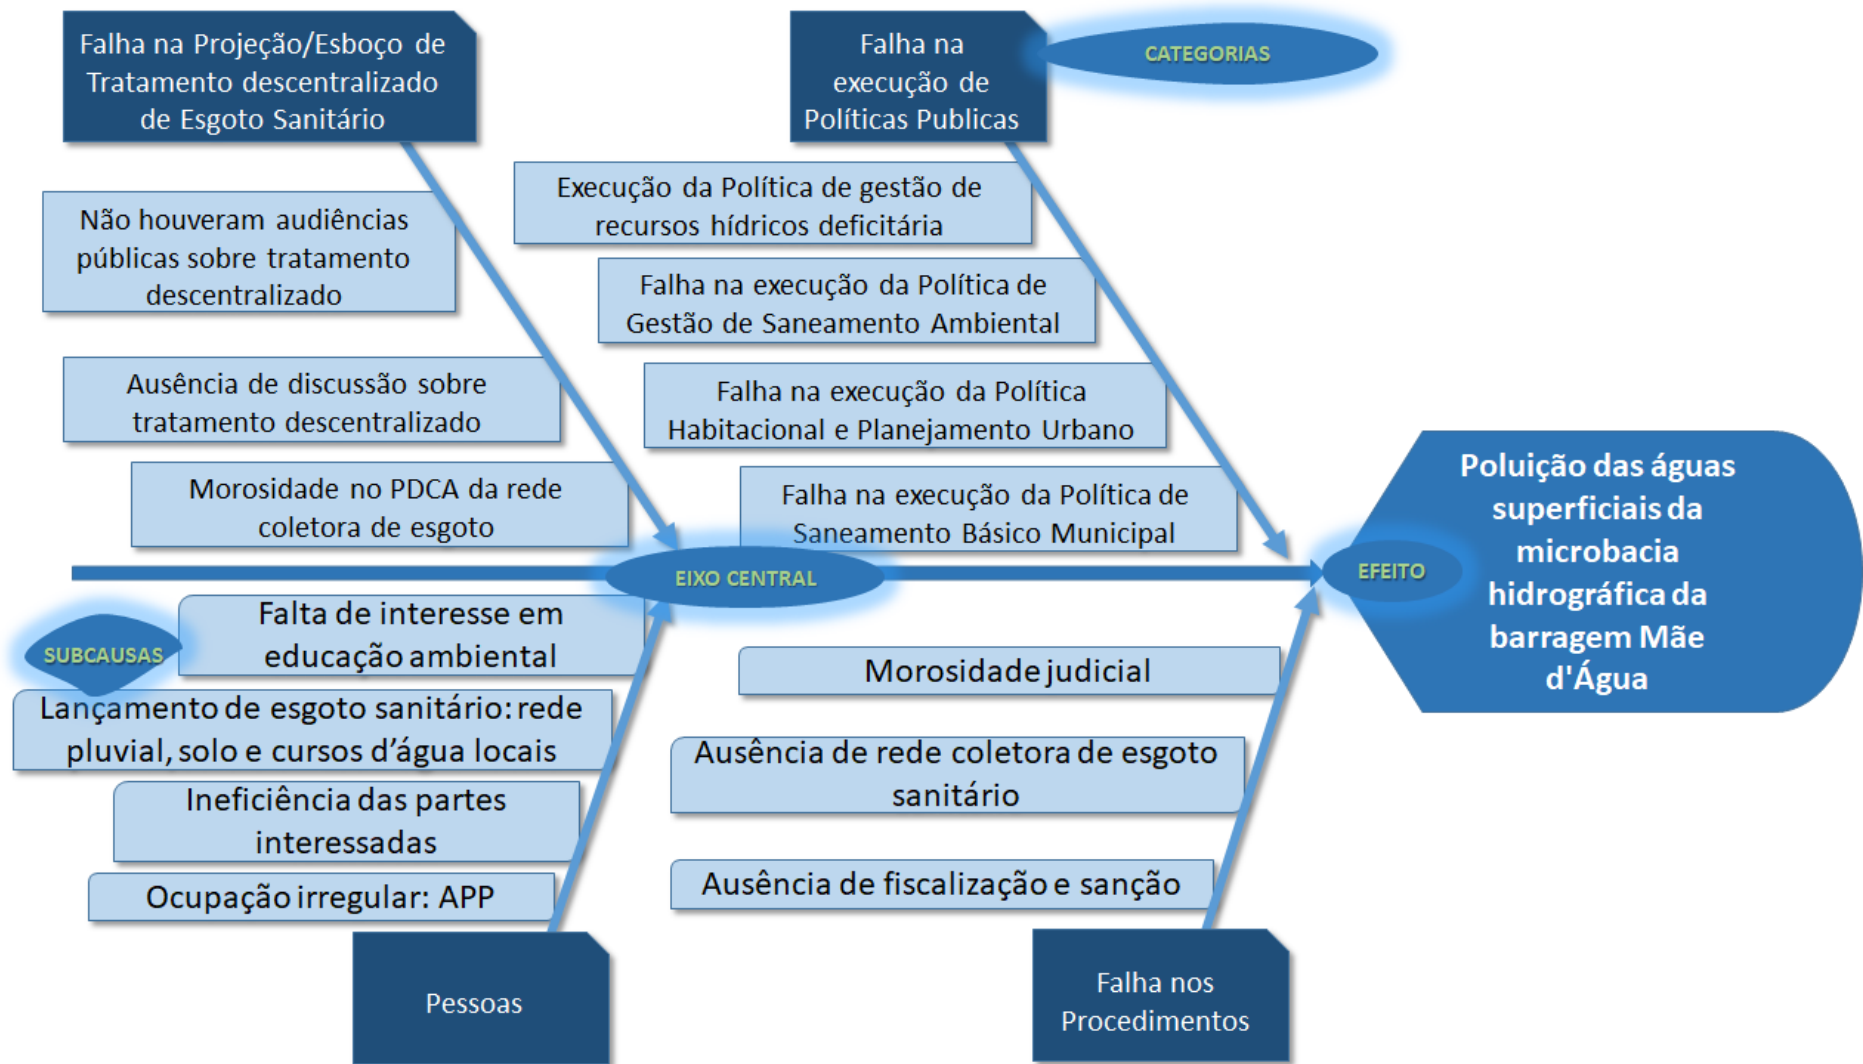 Falha na Projeção/Esboço de
Tratamento descentralizado
de Esgoto Sanitário
Falha na
execução de
Políticas Publicas
CATEGORIAS
Não houveram audiências
públicas sobre tratamento
descentralizado
Ausência de discussão sobre
tratamento descentralizado
Morosidade no PDCA da rede
coletora de esgoto
Execução da Política de gestão de
recursos hídricos deficitária
Falha na execução da Política de
Gestão de Saneamento Ambiental
Falha na execução da Política
Habitacional e Planejamento Urbano
Falha na execução da Política de
Saneamento Básico Municipal
EIXO CENTRAL
EFEITO
Poluição das águas
superficiais da
microbacia
hidrográfica da
barragem Mãe
d'Água
SUBCAUSAS
Falta de interesse em
educação ambiental
Lançamento de esgoto sanitário: rede
pluvial, solo e cursos d’água locais
Ineficiência das partes
interessadas
Ocupação irregular: APP
Pessoas
Morosidade judicial
Ausência de rede coletora de esgoto
sanitário
Ausência de fiscalização e sanção
Falha nos
Procedimentos